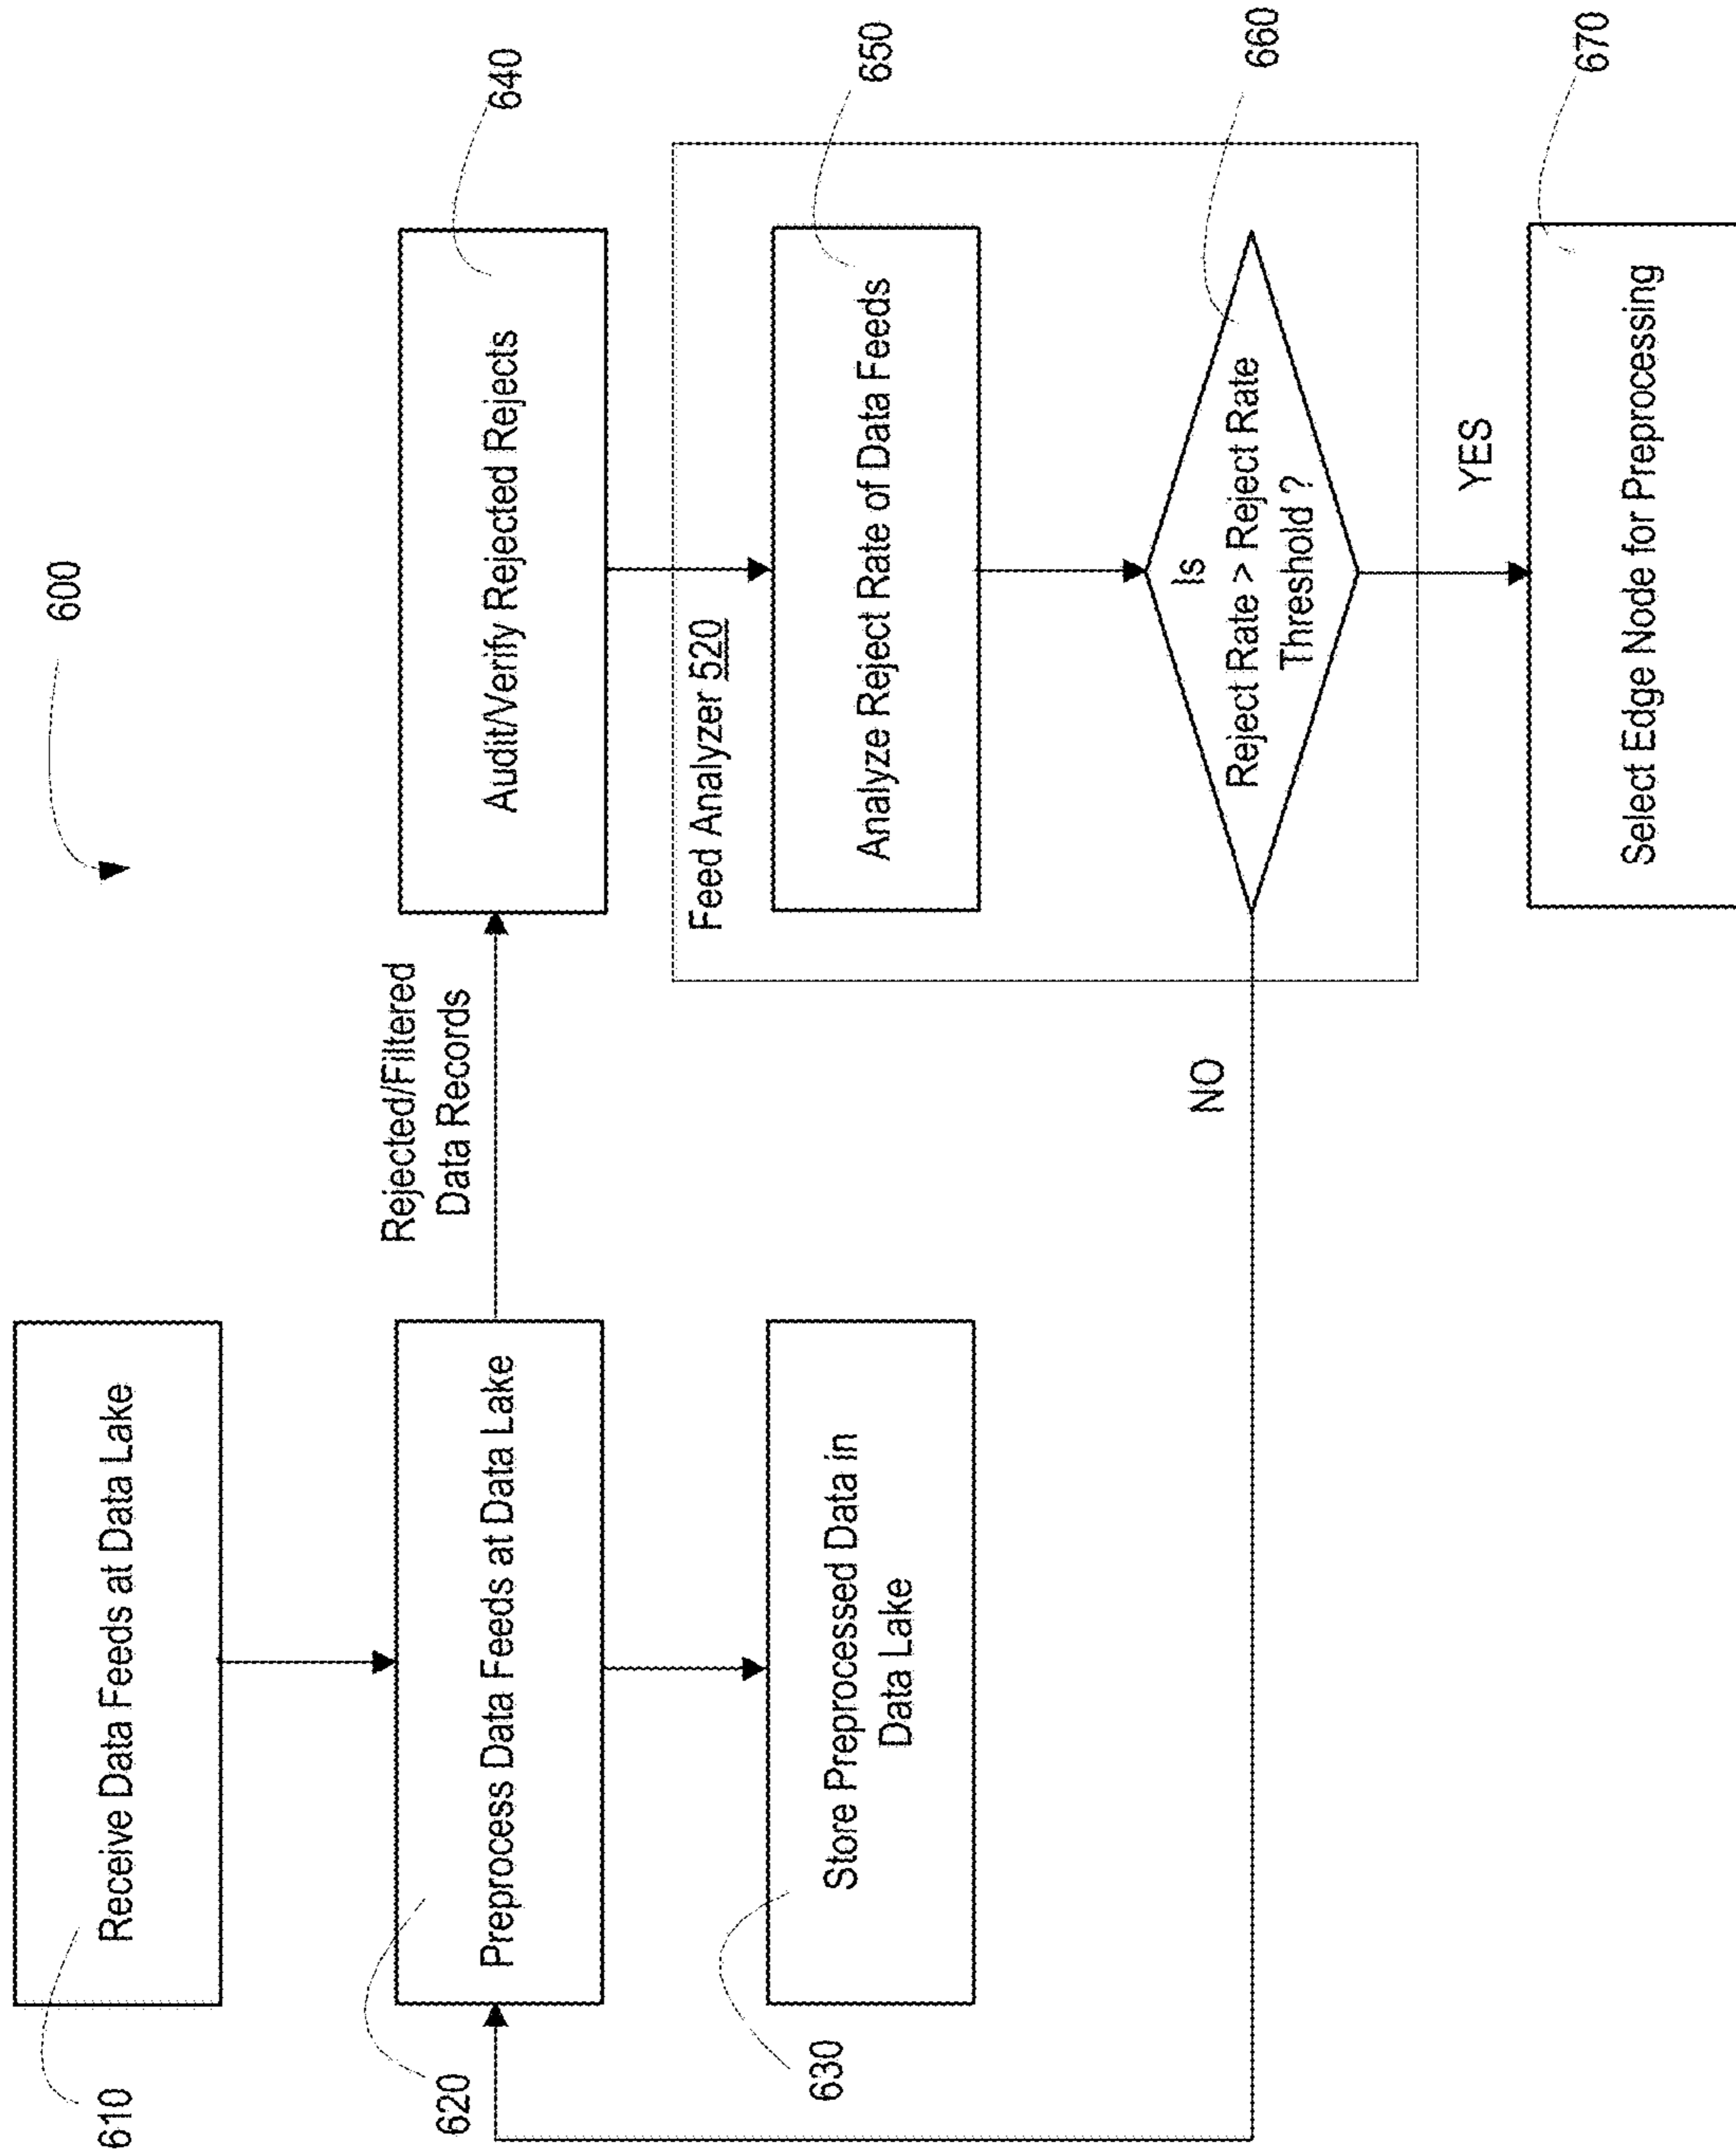 600
610
Receive Data Feeds at Data Lake
620
Preprocess Data Feeds at Data Lake
Rejected/Filtered
Data Records
630
Store Preprocessed Data in
Data Lake
640
Audit/Verify Rejected Rejects
Feed Analyzer 520
650
Analyze Reject Rate of Data Feeds
660
Is
Reject Rate > Reject Rate
Threshold ?
NO
YES
670
Select Edge Node for Preprocessing